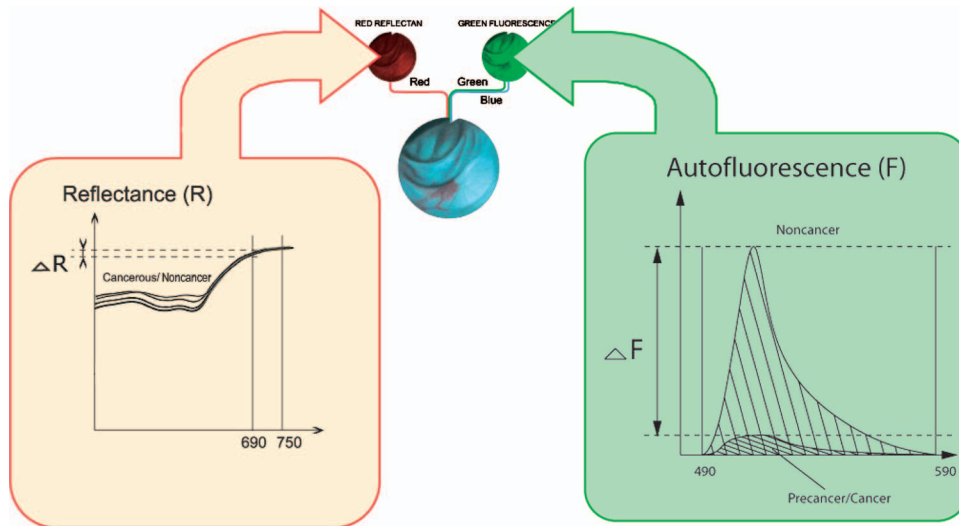 RED REFLECTAN
GREEN FLUORESCENCE
Red
Green
Blue
Reflectance (R)
△R
Cancerous/Noncancer
690
750
Autofluorescence (F)
Noncancer
△F
490
590
Precancer/Cancer